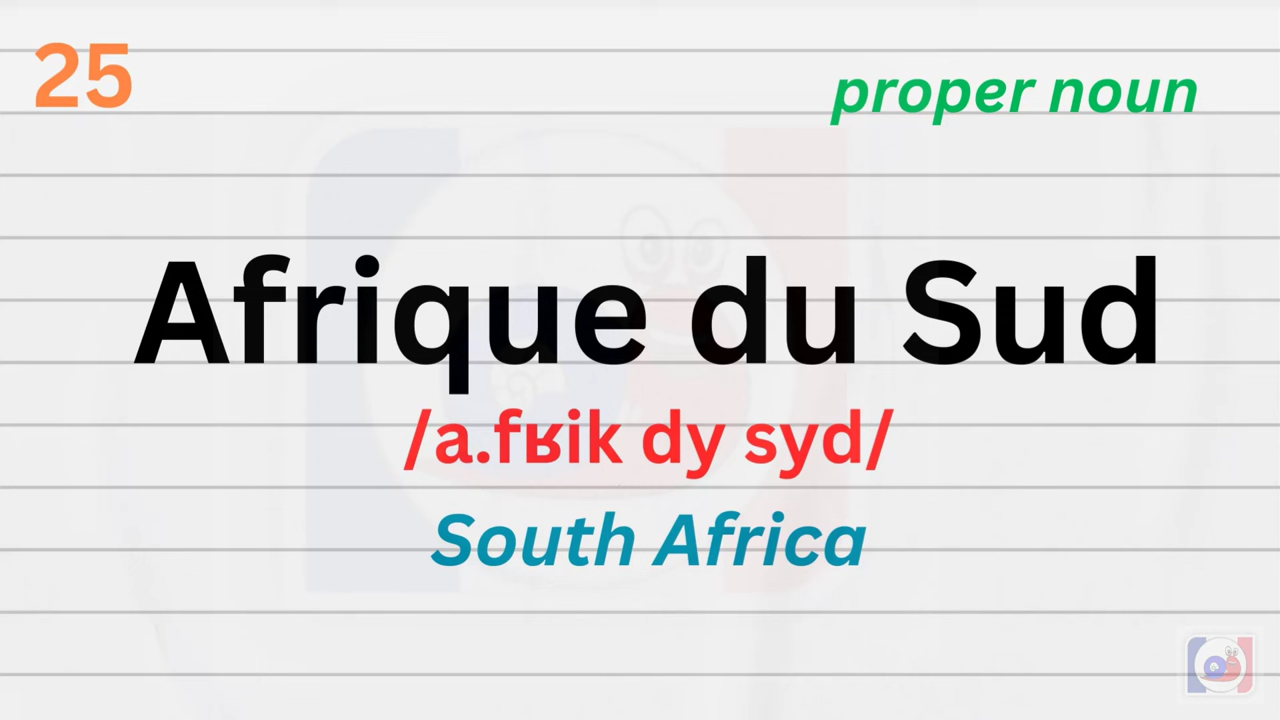 25
proper noun
Afrique du Sud
/a.fʁik dy syd/
South Africa